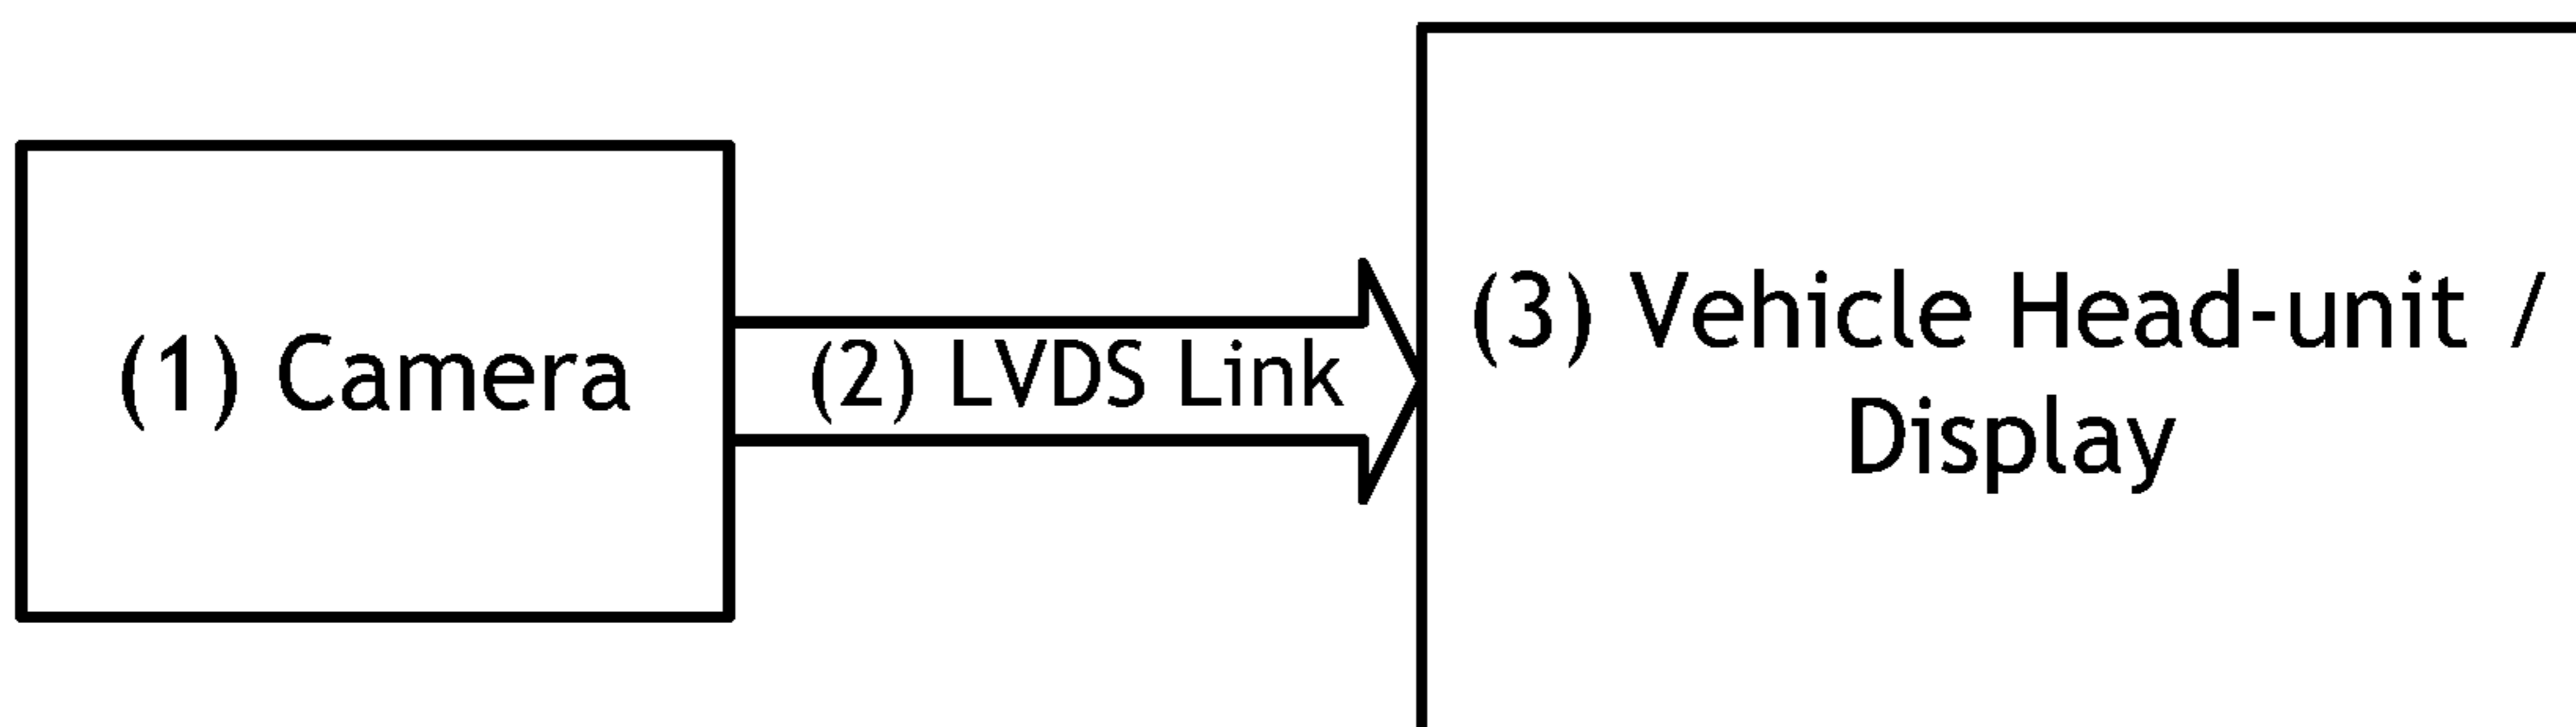 (1) Camera
(2) LVDS Link
(3) Vehicle Head-unit /
Display